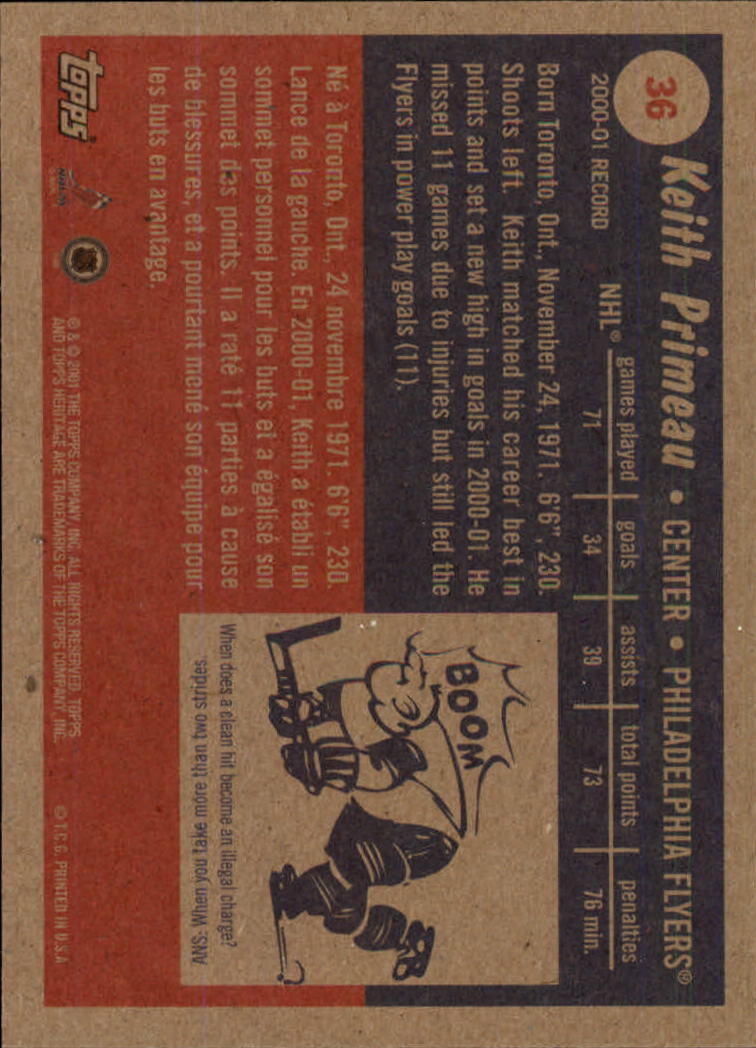 36
Keith Primeau • CENTER • PHILADELPHIA FLYERS®
2000-01 RECORD
games played goals assists total points penalties
NHL® 71 34 39 73 76 min.
Born Toronto, Ont., November 24, 1971. 6'6", 230.
Shoots left. Keith matched his career best in
points and set a new high in goals in 2000-01. He
missed 11 games due to injuries but still led the
Flyers in power play goals (11).
Né à Toronto, Ont., 24 novembre 1971. 6'6", 230.
Lance de la gauche. En 2000-01, Keith a établi un
sommet personnel pour les buts et a égalisé son
sommet des points. Il a raté 11 parties à cause
de blessures, et a pourtant mené son équipe pour
les buts en avantage.
BOOM
When does a clean hit become an illegal charge?
ANS: When you take more than two strides.
topps®
® & © 2001 THE TOPPS COMPANY, INC. ALL RIGHTS RESERVED. TOPPS
AND TOPPS HERITAGE ARE TRADEMARKS OF THE TOPPS COMPANY, INC.
© T.C.G. PRINTED IN U.S.A